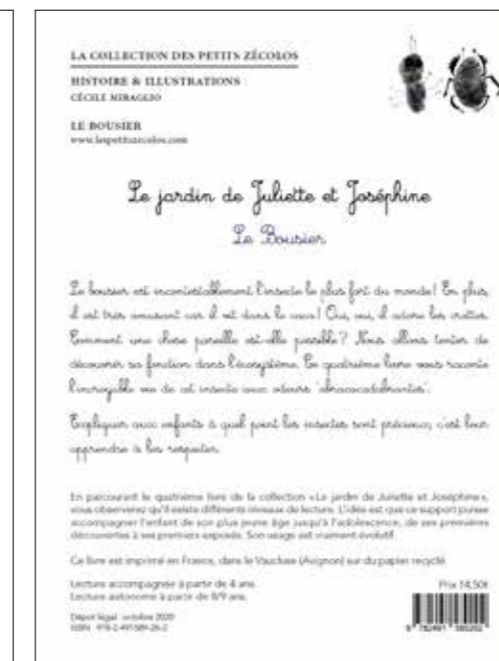 LA COLLECTION DES PETITS ZÉCOLOS
HISTOIRE & ILLUSTRATIONS
CÉCILE MIRAGLIO
LE BOUSIER
www.lespetitszecolos.com
Le jardin de Juliette et Joséphine
Le Bousier
Le bousier est incontestablement l'insecte le plus fort du monde! En plus,
il est très amusant car il vit dans le caca! Oui, oui, il adore les crottes.
Comment une chose pareille est-elle possible? Nous allons tenter de
découvrir sa fonction dans l'écosystème. Ce quatrième livre vous raconte
l'incroyable vie de cet insecte aux odeurs "abracacadabrantes".
Expliquer aux enfants à quel point les insectes sont précieux, c'est leur
apprendre à les respecter.
En parcourant le quatrième livre de la collection «Le jardin de Juliette et Joséphine»,
vous observerez qu'il existe différents niveaux de lecture. L'idée est que ce support puisse
accompagner l'enfant de son plus jeune âge jusqu'à l'adolescence, de ses premières
découvertes à ses premiers exposés. Son usage est vraiment évolutif.
Ce livre est imprimé en France, dans le Vaucluse (Avignon) sur du papier recyclé.
Lecture accompagnée à partir de 4 ans.
Lecture autonome à partir de 8/9 ans.
Prix 14,50€
Dépôt légal : octobre 2020